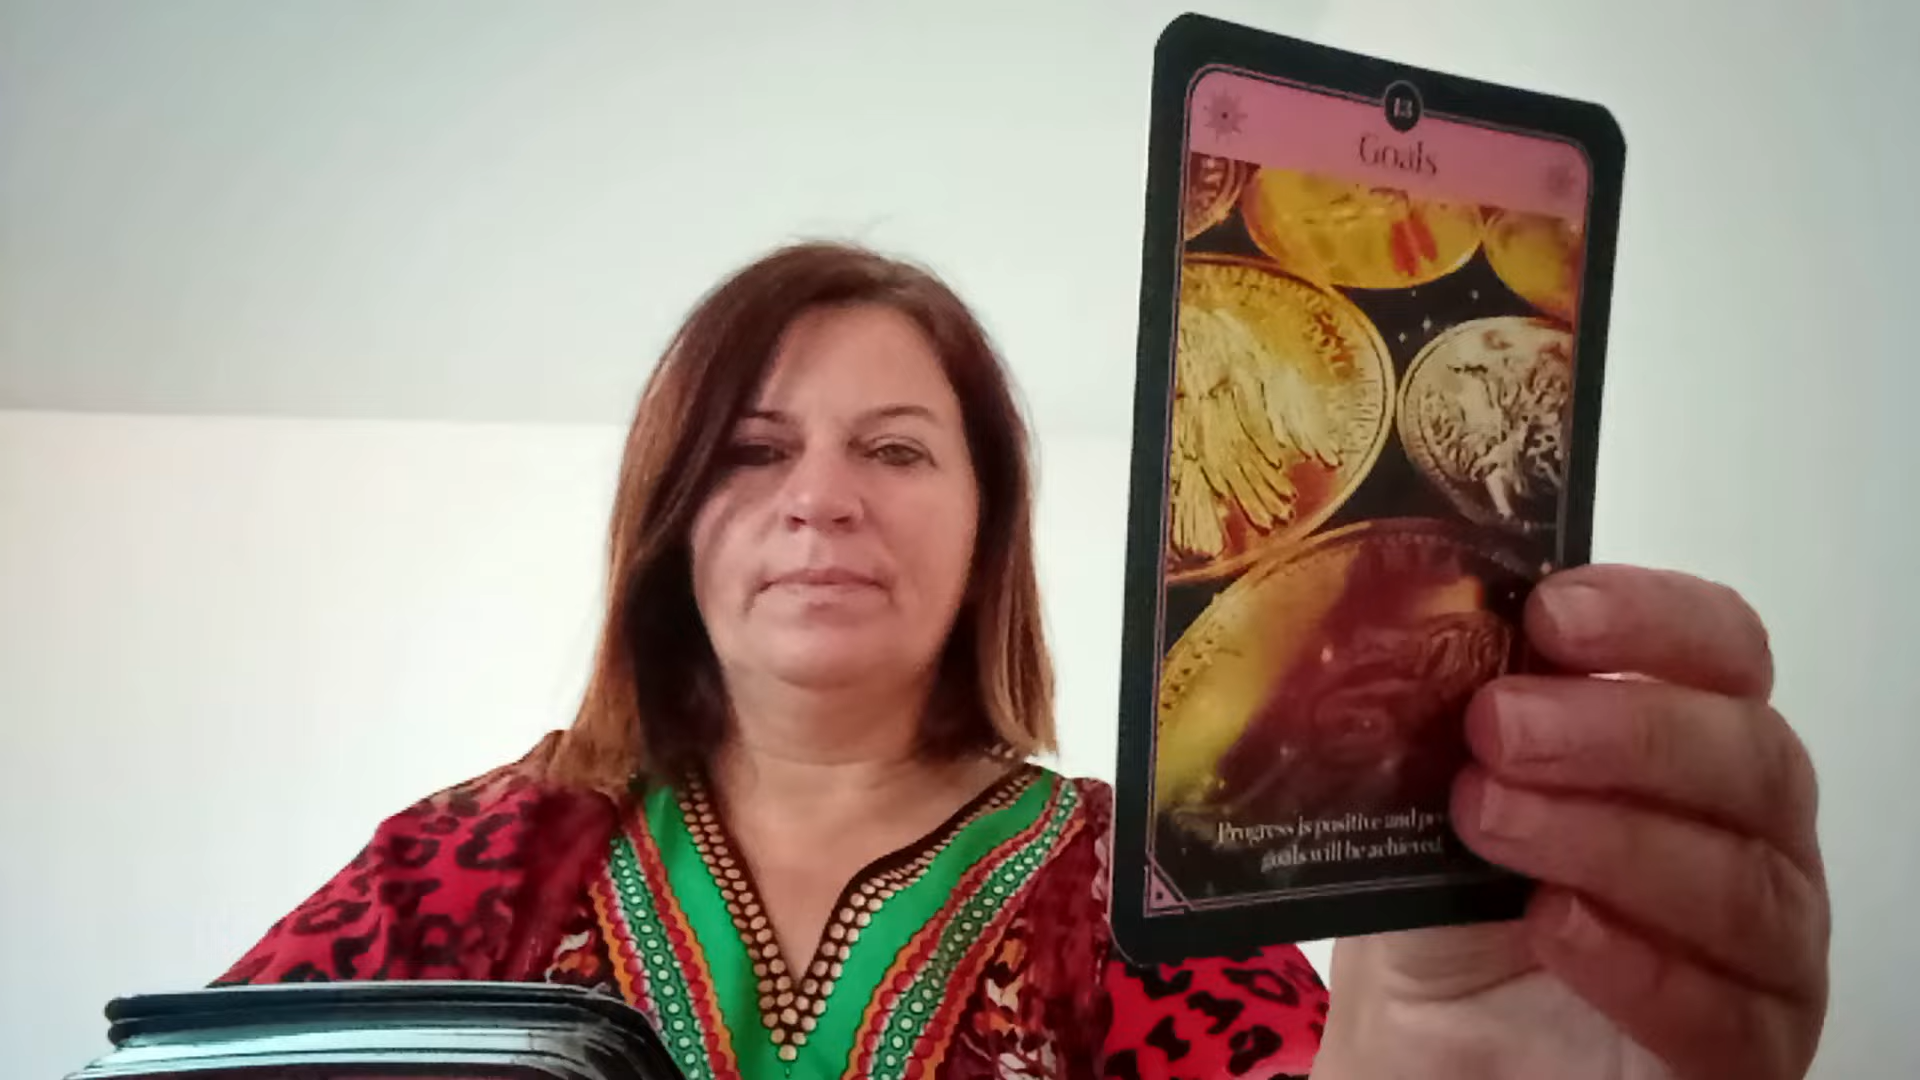 13
Goals
Progress is positive and
goals will be achieved